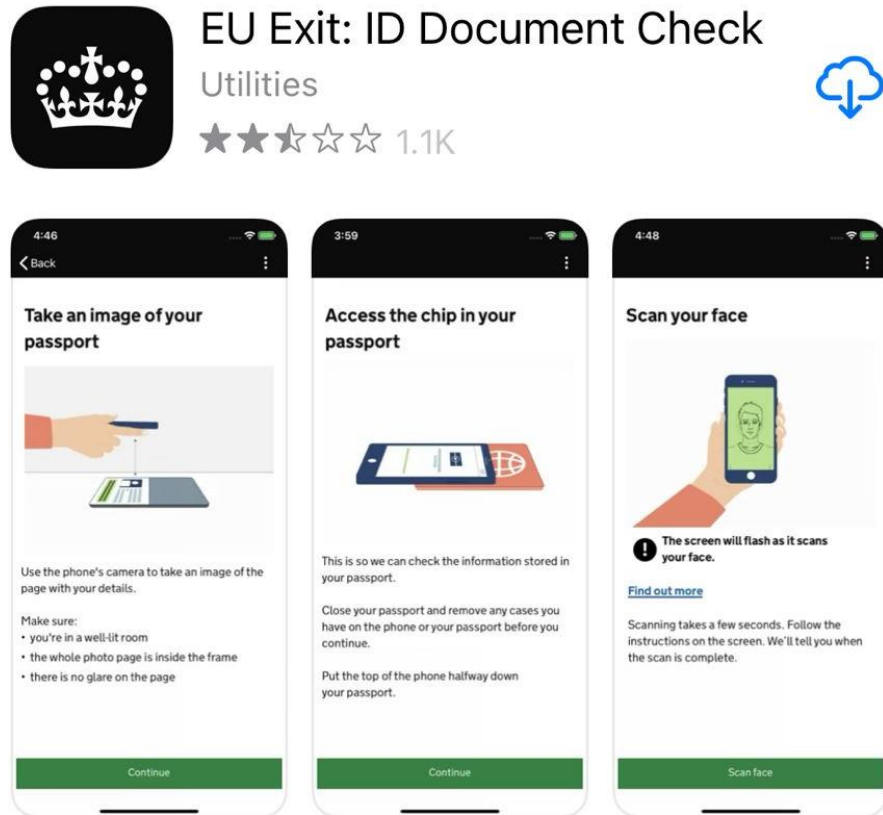 EU Exit: ID Document Check
Utilities
1.1K
4:46
Back
Take an image of your
passport
Use the phone's camera to take an image of the
page with your details.
Make sure:
• you're in a well-lit room
• the whole photo page is inside the frame
• there is no glare on the page
Continue
3:59
Access the chip in your
passport
This is so we can check the information stored in
your passport.
Close your passport and remove any cases you
have on the phone or your passport before you
continue.
Put the top of the phone halfway down
your passport.
Continue
4:48
Scan your face
The screen will flash as it scans
your face.
Find out more
Scanning takes a few seconds. Follow the
instructions on the screen. We'll tell you when
the scan is complete.
Scan face